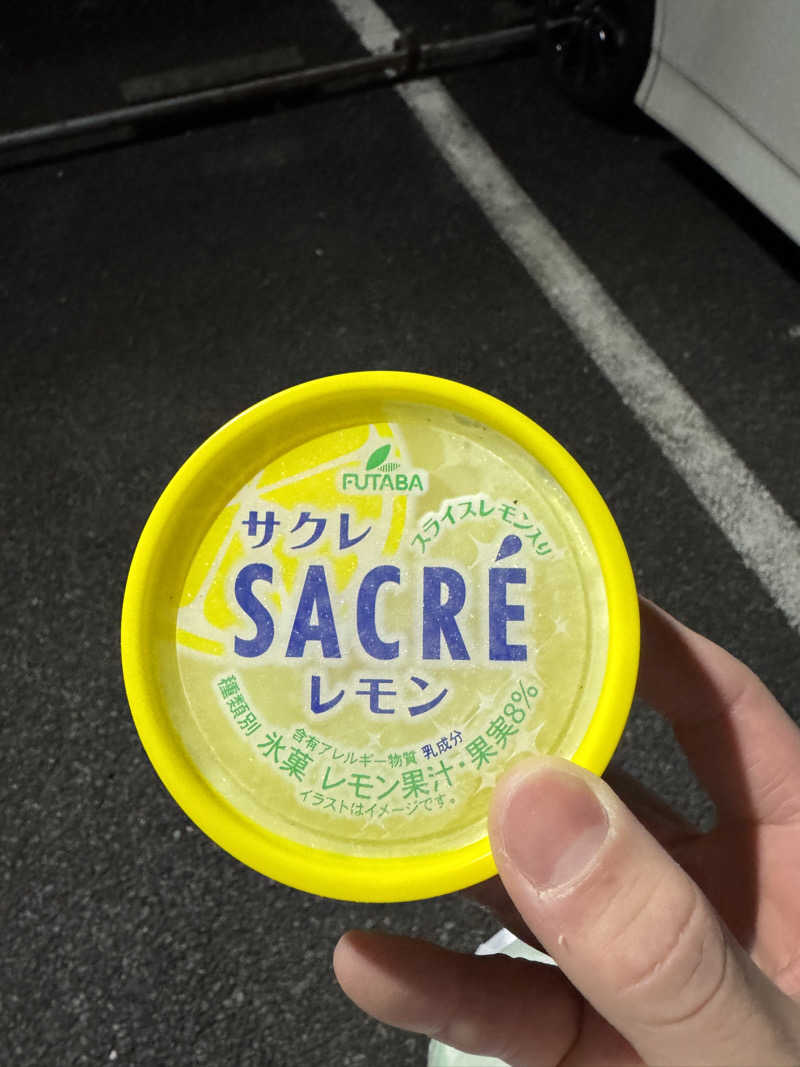 FUTABA
サクレ
スライスレモン入り
SACRÉ
レモン
種類別 氷菓 レモン果汁・果実8%
含有アレルギー物質 乳成分
イラストはイメージです。